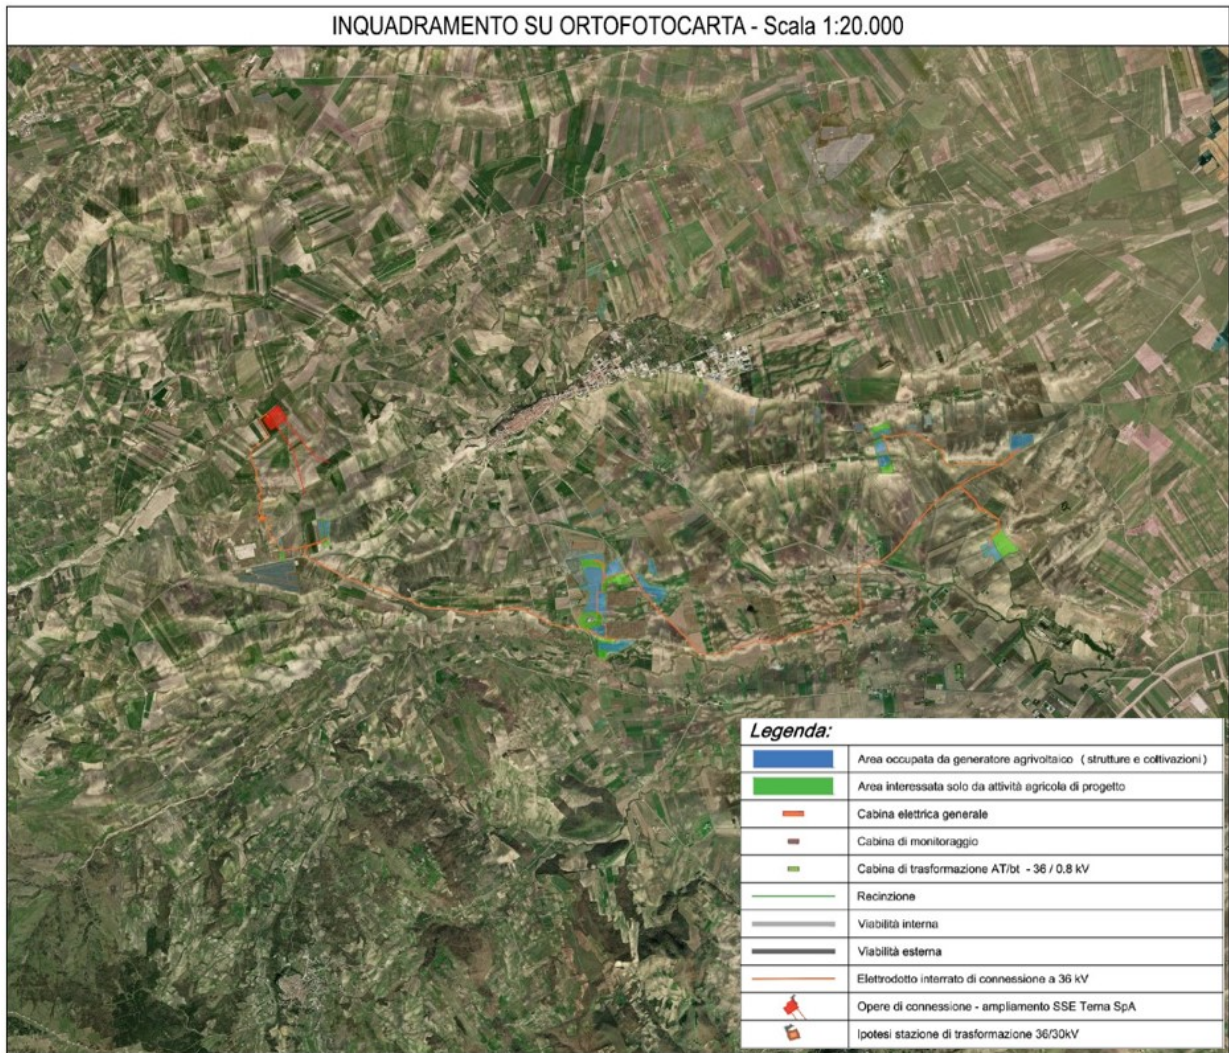 INQUADRAMENTO SU ORTOFOTOCARTA - Scala 1:20.000
Legenda:
Area occupata da generatore agrivoltaico ( strutture e coltivazioni )
Area interessata solo da attività agricola di progetto
Cabina elettrica generale
Cabina di monitoraggio
Cabina di trasformazione AT/bt - 36 / 0.8 kV
Recinzione
Viabilità interna
Viabilità esterna
Elettrodotto interrato di connessione a 36 kV
Opere di connessione - ampliamento SSE Terna SpA
Ipotesi stazione di trasformazione 36/30kV